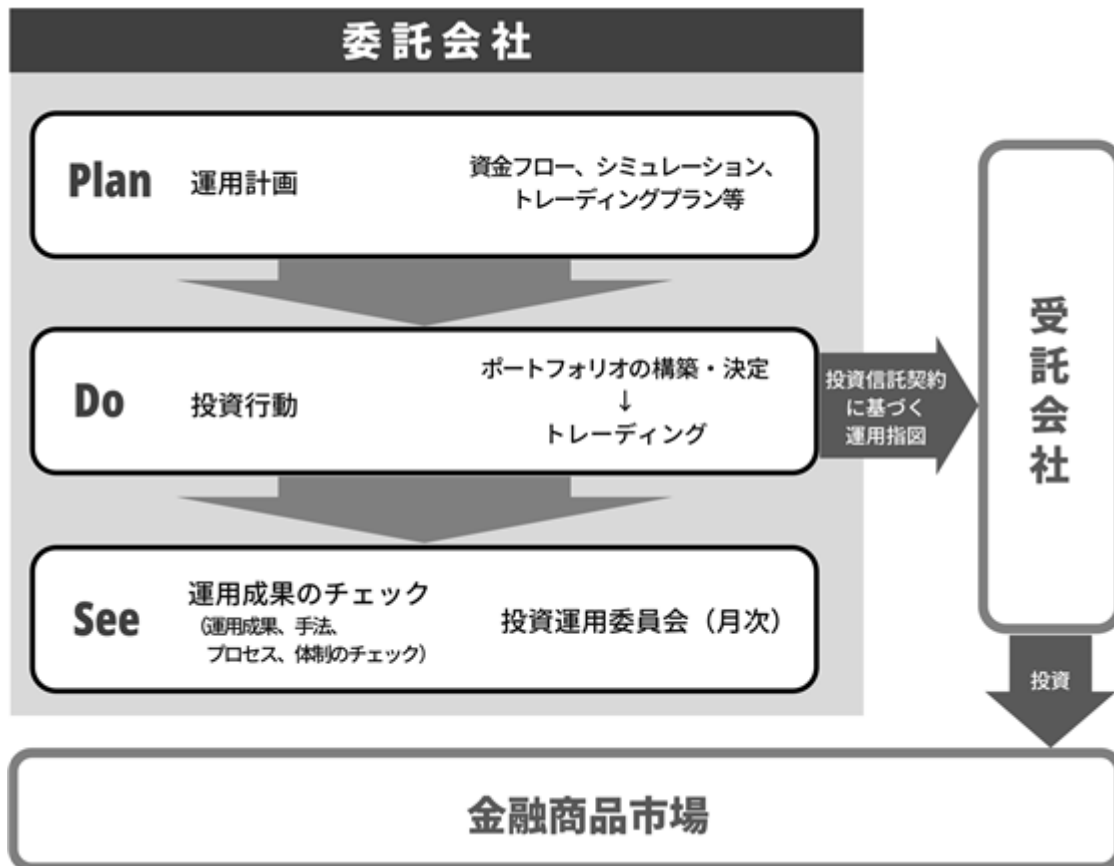 委託会社
Plan 運用計画
資金フロー、シミュレーション、
トレーディングプラン等
Do 投資行動
ポートフォリオの構築・決定
↓
トレーディング
投資信託契約
に基づく
運用指図
受託会社
See 運用成果のチェック
(運用成果、手法、
プロセス、体制のチェック)
投資運用委員会（月次）
投資
金融商品市場